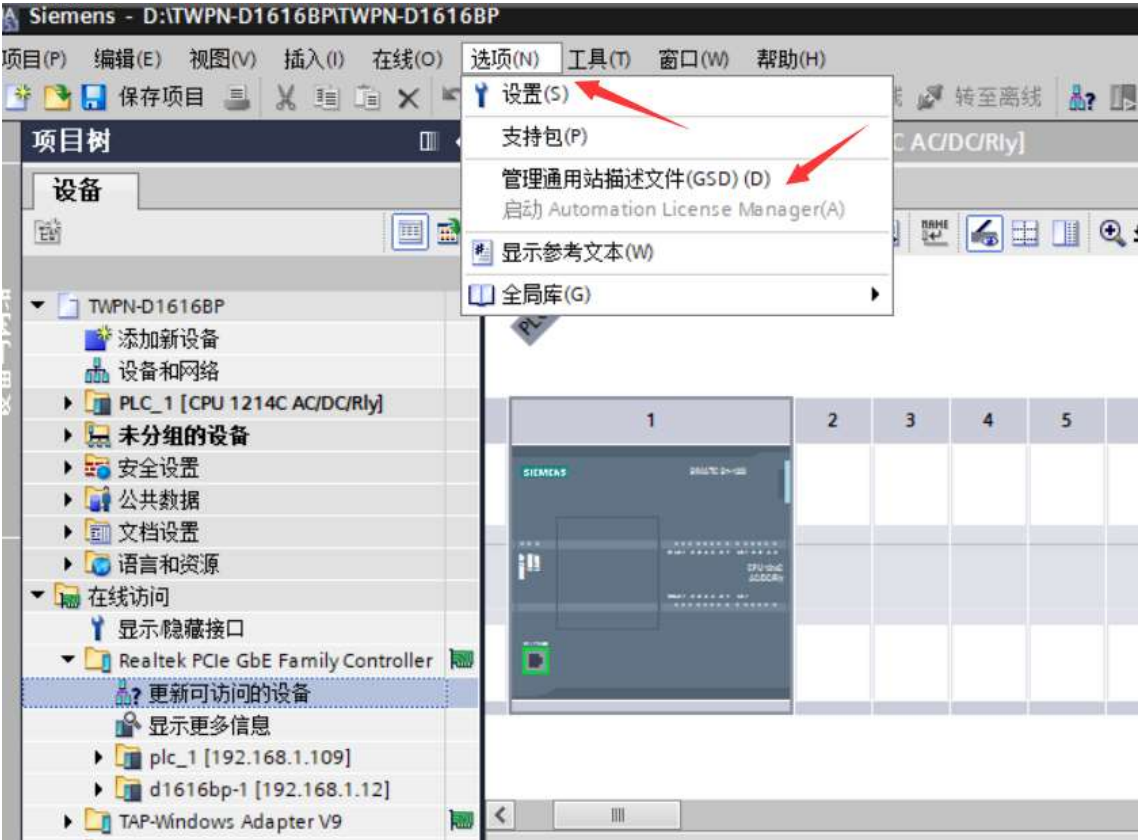 Siemens - D:\TWPN-D1616BP\TWPN-D1616BP
项目(P) 编辑(E) 视图(V) 插入(I) 在线(O) 选项(N) 工具(T) 窗口(W) 帮助(H)
保存项目 转至离线
设置(S)
支持包(P)
管理通用站描述文件(GSD) (D)
启动 Automation License Manager(A)
显示参考文本(W)
全局库(G)
项目树
C AC/DC/Rly]
设备
TWPN-D1616BP
添加新设备
设备和网络
PLC_1 [CPU 1214C AC/DC/Rly]
未分组的设备
安全设置
公共数据
文档设置
语言和资源
在线访问
显示/隐藏接口
Realtek PCIe GbE Family Controller
更新可访问的设备
显示更多信息
plc_1 [192.168.1.109]
d1616bp-1 [192.168.1.12]
TAP-Windows Adapter V9
PLC
1 2 3 4 5
SIEMENS